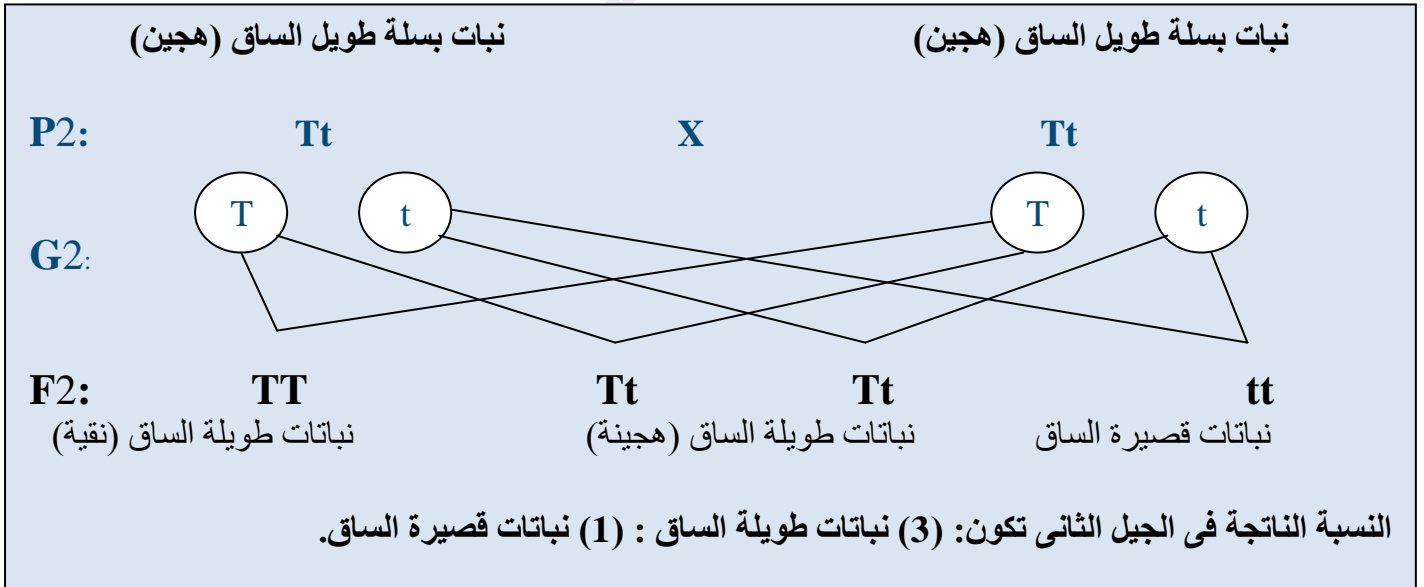 نبات بسلة طويل الساق (هجين) نبات بسلة طويل الساق (هجين)
P2: Tt X Tt
T t T t
G2:
F2: TT Tt Tt tt
نباتات طويلة الساق (نقية) نباتات طويلة الساق (هجينة) نباتات قصيرة الساق
النسبة الناتجة فى الجيل الثانى تكون: (3) نباتات طويلة الساق : (1) نباتات قصيرة الساق.